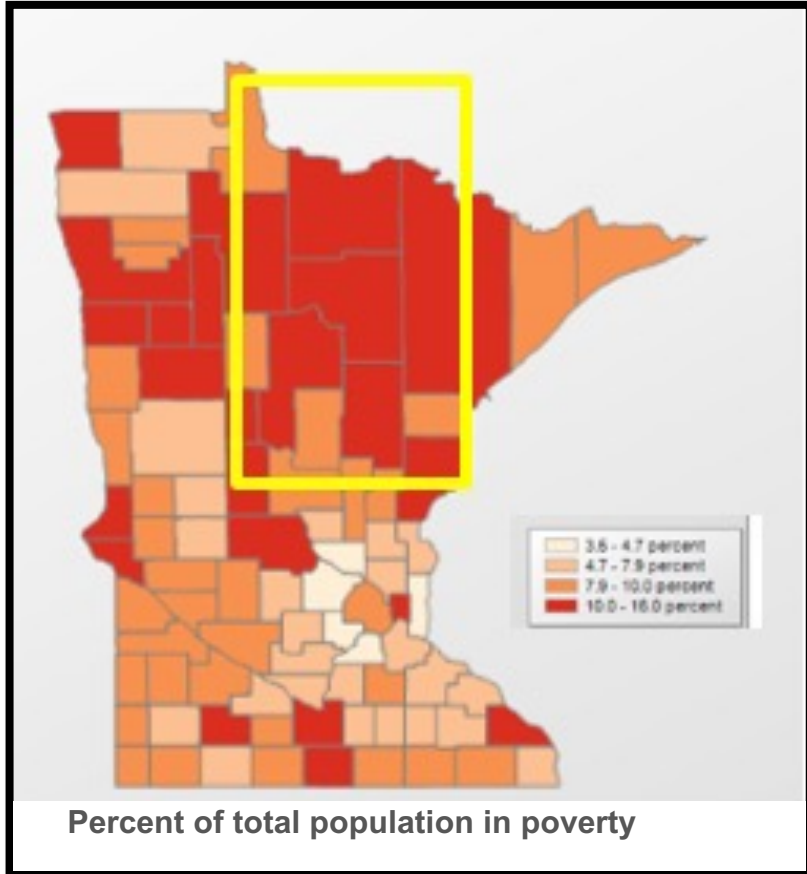 3.6 - 4.7 percent
4.7 - 7.9 percent
7.9 - 10.0 percent
10.0 - 16.0 percent
Percent of total population in poverty